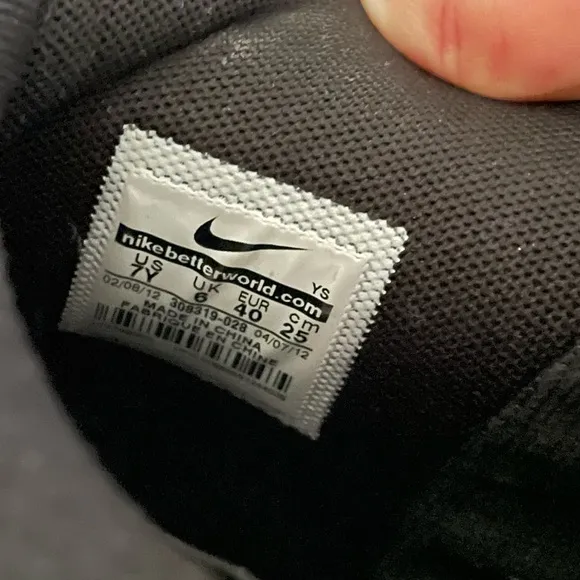 YS
nikebetterworld.com
US UK EUR cm
7Y 6 40 25
02/08/12 308319-028 04/07/12
MADE IN CHINA
FABRIQUE EN CHINE